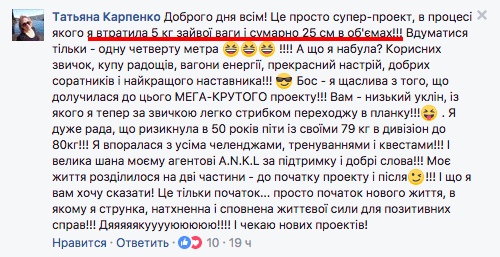 Татьяна Карпенко Доброго дня всім! Це просто супер-проект, в процесі
якого я втратила 5 кг зайвої ваги і сумарно 25 см в об'ємах!!! Вдуматися
тільки - одну четверту метра 😆😆😆 !!!! А що я набула? Корисних
звичок, купу радощів, вагони енергії, прекрасний настрій, добрих
соратників і найкращого наставника!!! 😎 Бос - я щаслива з того, що
долучилася до цього МЕГА-КРУТОГО проекту!!! Вам - низький уклін, із
якого я тепер за звичкою легко стрибком переходжу в планку!!!😝 . Я
дуже рада, що ризикнула в 50 років піти із своїми 79 кг в дивізіон до
80кг!!! Я впоралася з усіма челенджами, тренуваннями і квестами!!! І
велика шана моєму агентові A.N.K.L за підтримку і добрі слова!!! Моє
життя розділилося на дві частини - до початку проекту і після😉!!! І що я
вам хочу сказати! Це тільки початок... просто початок нового життя, в
якому я струнка, натхненна і сповнена життєвої сили для позитивних
справ!!! Дяяяяякуууууюююю!!!! І чекаю нових проектів!
Нравится · Ответить · 10 · 19 ч